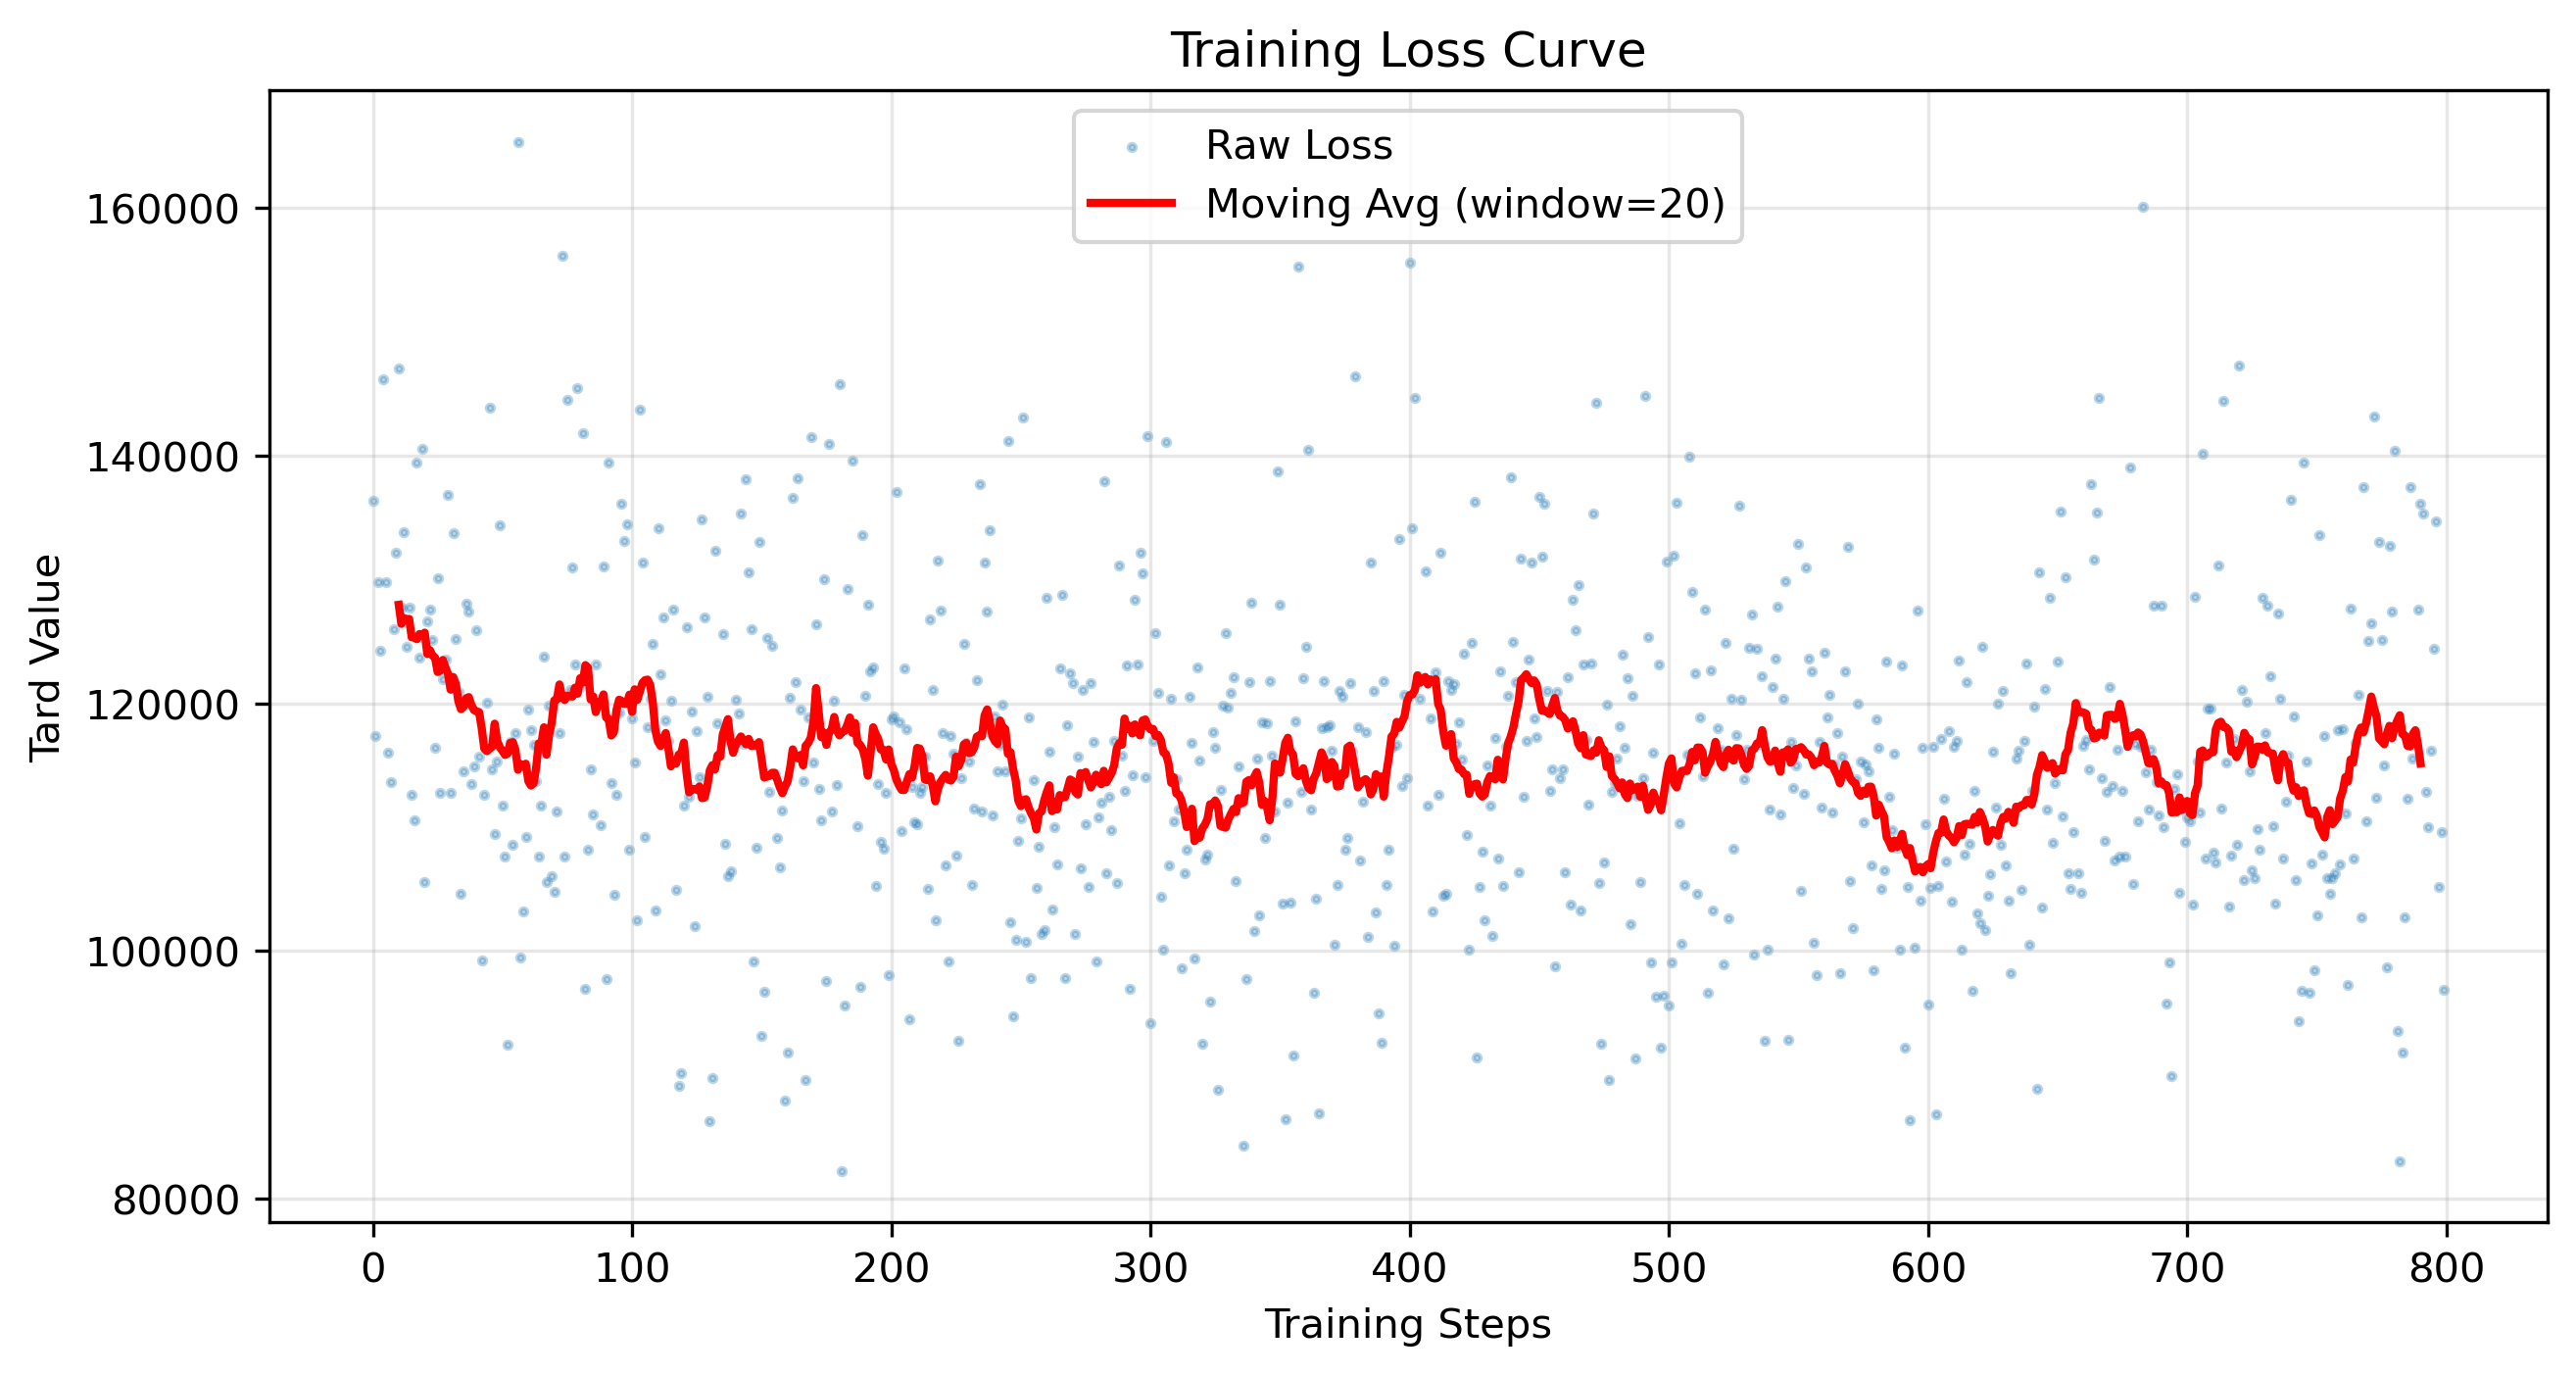 Training Loss Curve
Raw Loss
Moving Avg (window=20)
Tard Value
160000
140000
120000
100000
80000
0 100 200 300 400 500 600 700 800
Training Steps